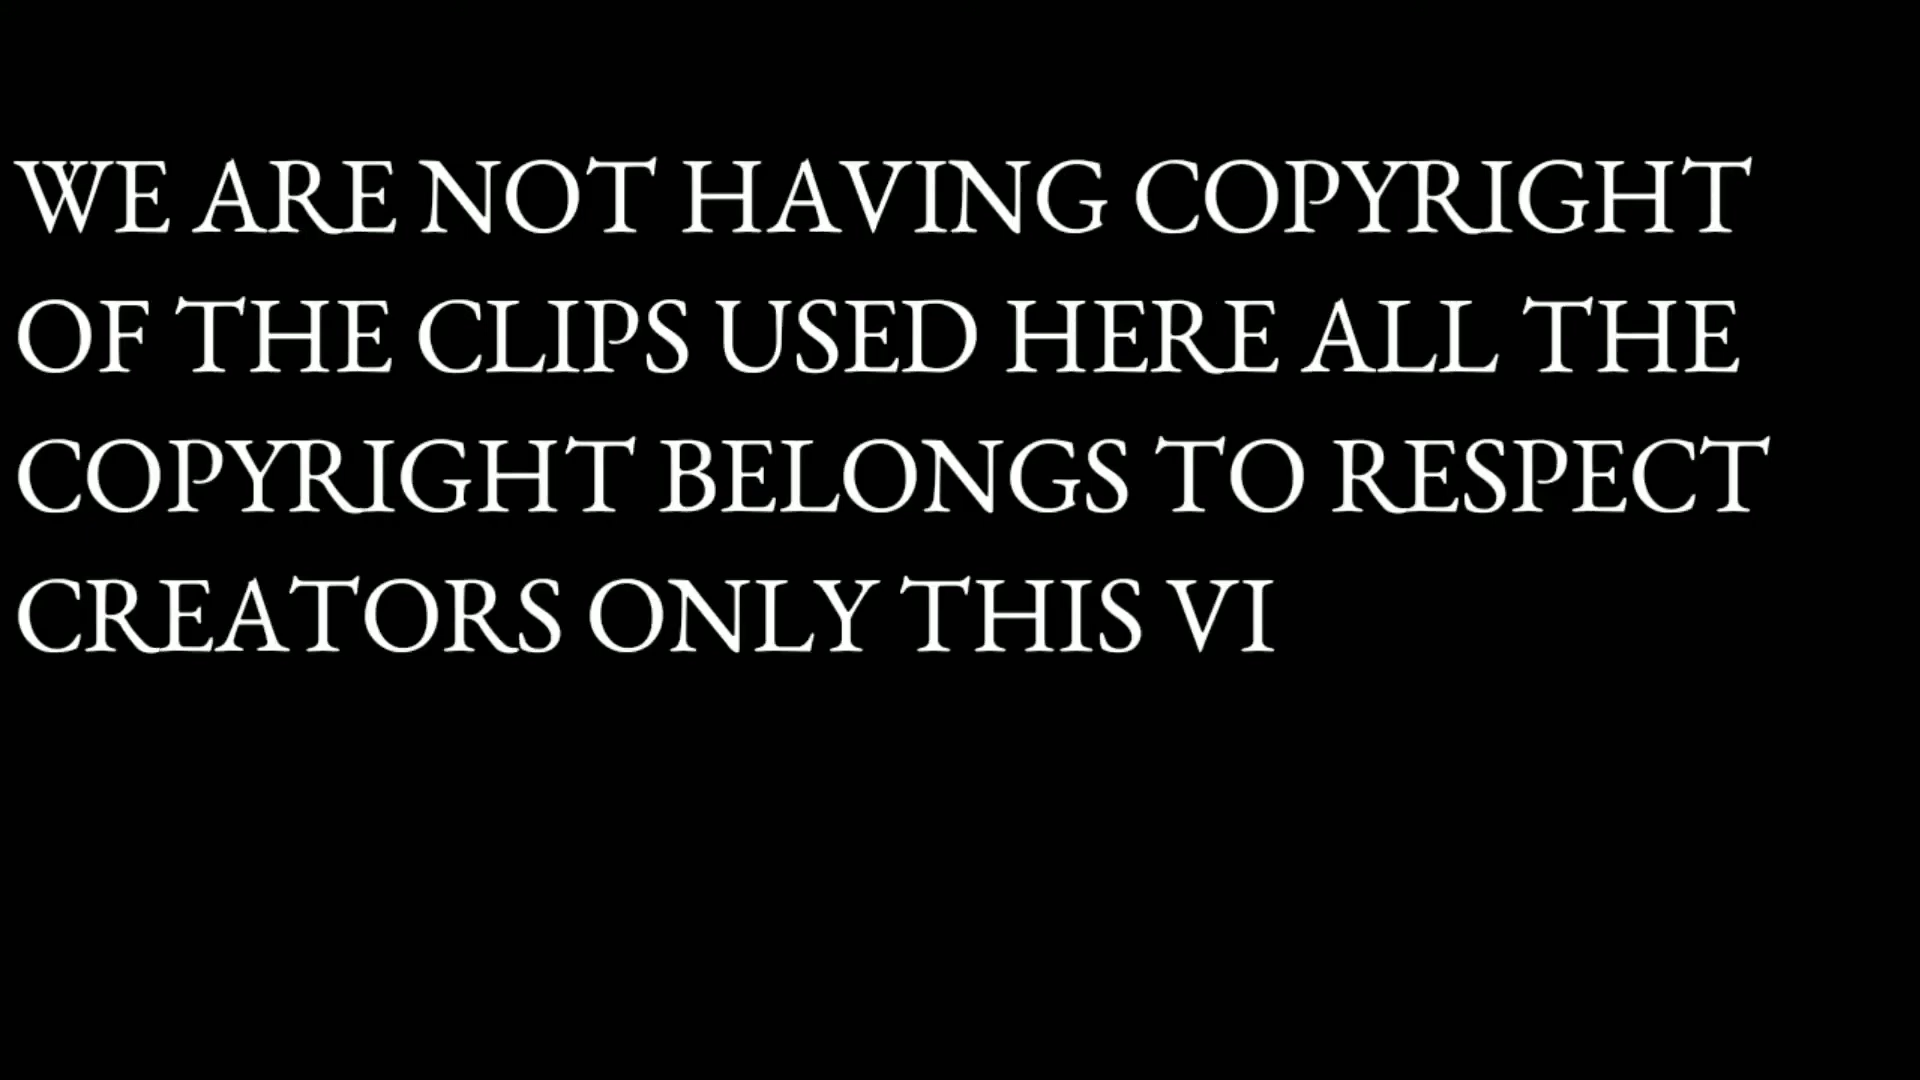 WE ARE NOT HAVING COPYRIGHT
OF THE CLIPS USED HERE ALL THE
COPYRIGHT BELONGS TO RESPECT
CREATORS ONLY THIS VI